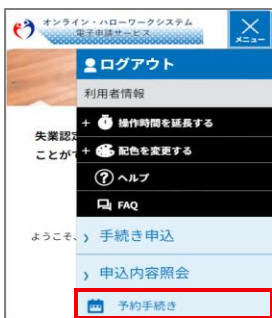 オンライン・ハローワークシステム
電子申請サービス
メニュー
ログアウト
利用者情報
+ 操作時間を延長する
失業認定
+ 配色を変更する
ことがで
ヘルプ
FAQ
ようこそ、
› 手続き申込
› 申込内容照会
予約手続き